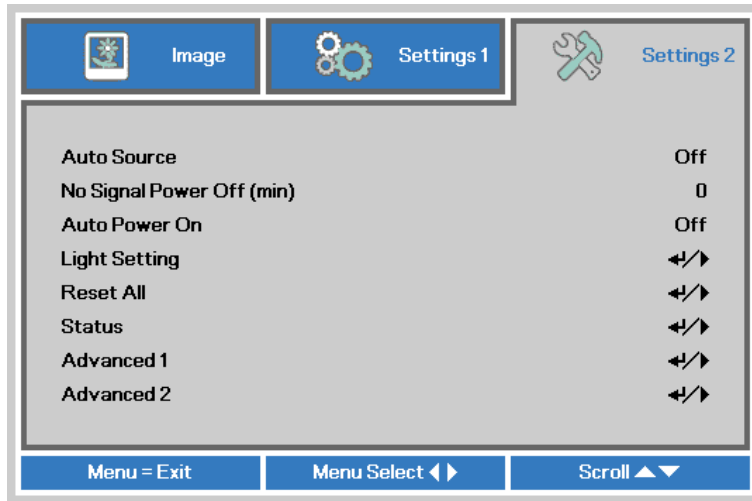 Image Settings 1 Settings 2
Auto Source Off
No Signal Power Off (min) 0
Auto Power On Off
Light Setting
Reset All
Status
Advanced 1
Advanced 2
Menu = Exit Menu Select Scroll